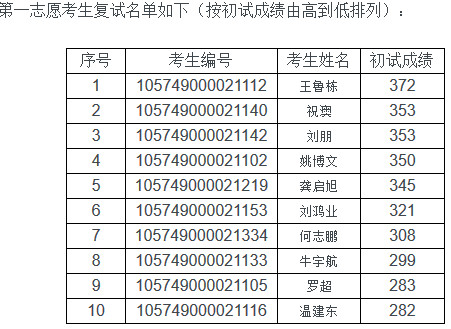 第一志愿考生复试名单如下（按初试成绩由高到低排列）：
序号 考生编号 考生姓名 初试成绩
1 105749000021112 王鲁栋 372
2 105749000021140 祝澳 353
3 105749000021142 刘朋 353
4 105749000021102 姚博文 350
5 105749000021219 龚启旭 345
6 105749000021153 刘鸿业 321
7 105749000021334 何志鹏 308
8 105749000021133 牛宇航 299
9 105749000021105 罗超 283
10 105749000021116 温建东 282